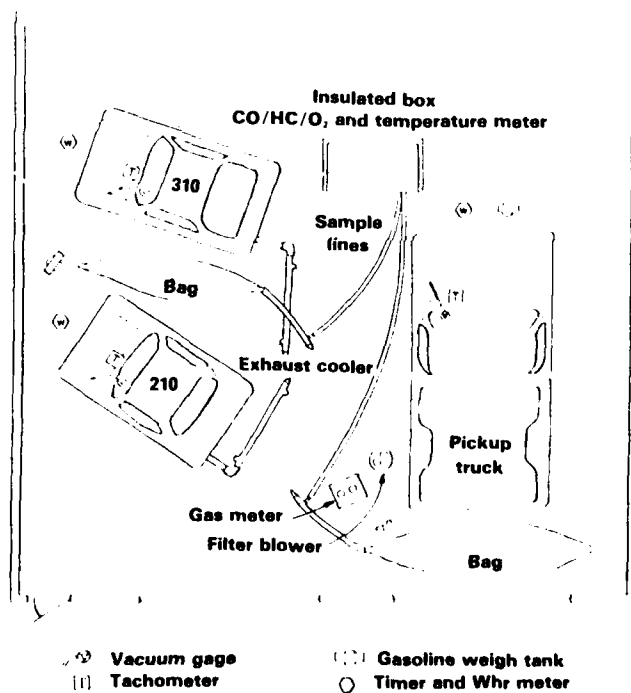 Insulated box
CO/HC/O₂ and temperature meter
W
T
310
Sample
lines
W
Bag
T
W
T
210
Exhaust cooler
Pickup
truck
Gas meter
Filter blower
Bag
Vacuum gage
Gasoline weigh tank
T Tachometer
Timer and Whr meter